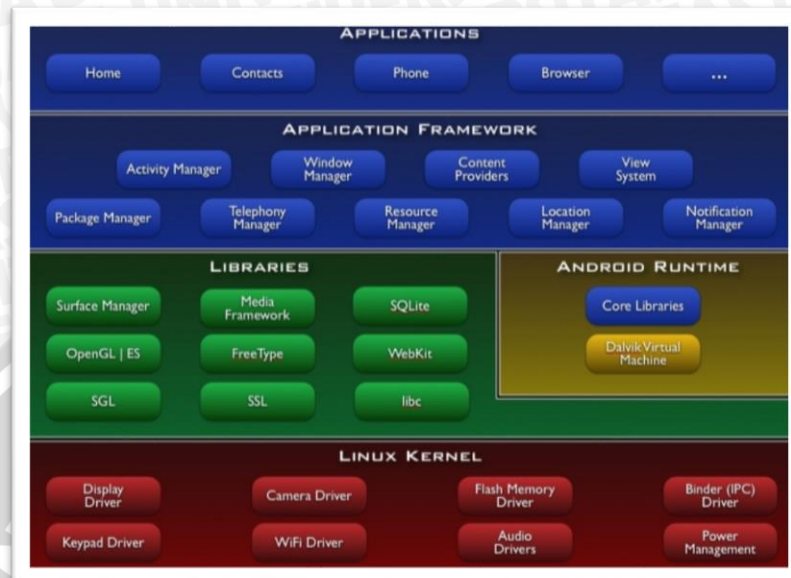 APPLICATIONS
Home
Contacts
Phone
Browser
...
APPLICATION FRAMEWORK
Activity Manager
Window
Manager
Content
Providers
View
System
Package Manager
Telephony
Manager
Resource
Manager
Location
Manager
Notification
Manager
LIBRARIES
Surface Manager
Media
Framework
SQLite
OpenGL | ES
FreeType
WebKit
SGL
SSL
libc
ANDROID RUNTIME
Core Libraries
Dalvik Virtual
Machine
LINUX KERNEL
Display
Driver
Camera Driver
Flash Memory
Driver
Binder (IPC)
Driver
Keypad Driver
WiFi Driver
Audio
Drivers
Power
Management